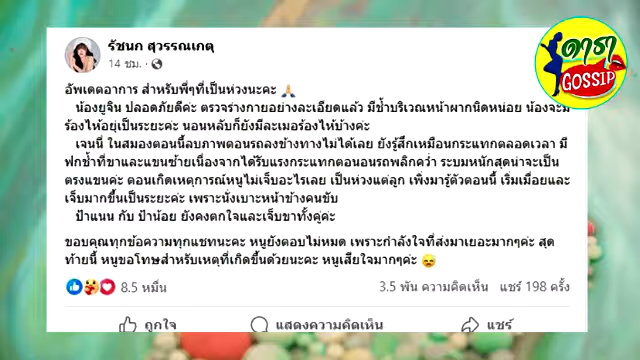 รัชนก สุวรรณเกตุ
14 ชม. ·
ดารา
GOSSIP
อัพเดตอาการ สำหรับพี่ๆที่เป็นห่วงนะคะ 🙏
น้องยูจิน ปลอดภัยดีค่ะ ตรวจร่างกายอย่างละเอียดแล้ว มีช้ำบริเวณหน้าผากนิดหน่อย น้องจะมี
ร้องไห้อยู่เป็นระยะค่ะ นอนหลับก็ยังมีละเมอร้องไห้บ้างค่ะ
เจนนี่ ในสมองตอนนี้ลบภาพตอนรถลงข้างทางไม่ได้เลย ยังรู้สึกเหมือนกระแทกตลอดเวลา มี
ฟกช้ำที่ขาและแขนซ้ายเนื่องจากได้รับแรงกระแทกตอนรถพลิกคว่ำ ระบมหนักสุดน่าจะเป็น
ตรงแขนค่ะ ตอนเกิดเหตุการณ์หนูไม่เจ็บอะไรเลย เป็นห่วงแต่ลูก เพิ่งมารู้ตัวตอนนี้ เริ่มเมื่อยและ
เจ็บมากขึ้นเป็นระยะค่ะ เพราะนั่งเบาะหน้าข้างคนขับ
ป้าแนน กับ ป้าน้อย ยังคงตกใจและเจ็บขาทั้งคู่ค่ะ
ขอบคุณทุกข้อความทุกแชทนะคะ หนูยังตอบไม่หมด เพราะกำลังใจที่ส่งมาเยอะมากๆค่ะ สุด
ท้ายนี้ หนูขอโทษสำหรับเหตุที่เกิดขึ้นด้วยนะคะ หนูเสียใจมากๆค่ะ 😔
8.5 หมื่น
3.5 พัน ความคิดเห็น แชร์ 198 ครั้ง
ถูกใจ
แสดงความคิดเห็น
แชร์